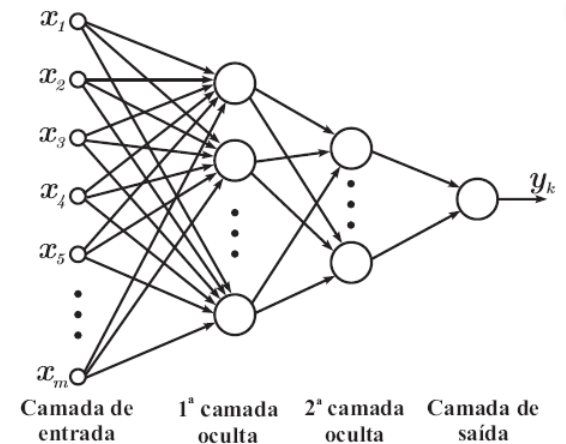 x₁
x₂
x₃
x₄
x₅
xₘ
yₖ
Camada de entrada
1ª camada oculta
2ª camada oculta
Camada de saída